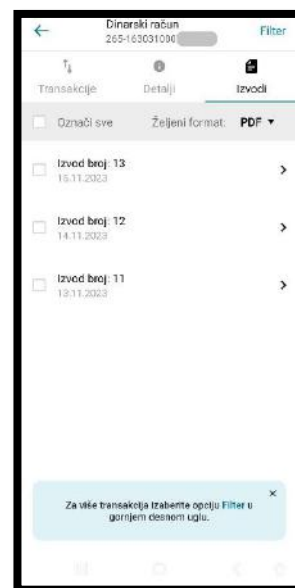 Dinarski račun
265-163031000
Filter
Transakcije Detalji Izvodi
Označi sve Željeni format: PDF
Izvod broj: 13
15.11.2023
Izvod broj: 12
14.11.2023
Izvod broj: 11
13.11.2023
Za više transakcija izaberite opciju Filter u
gornjem desnom uglu.